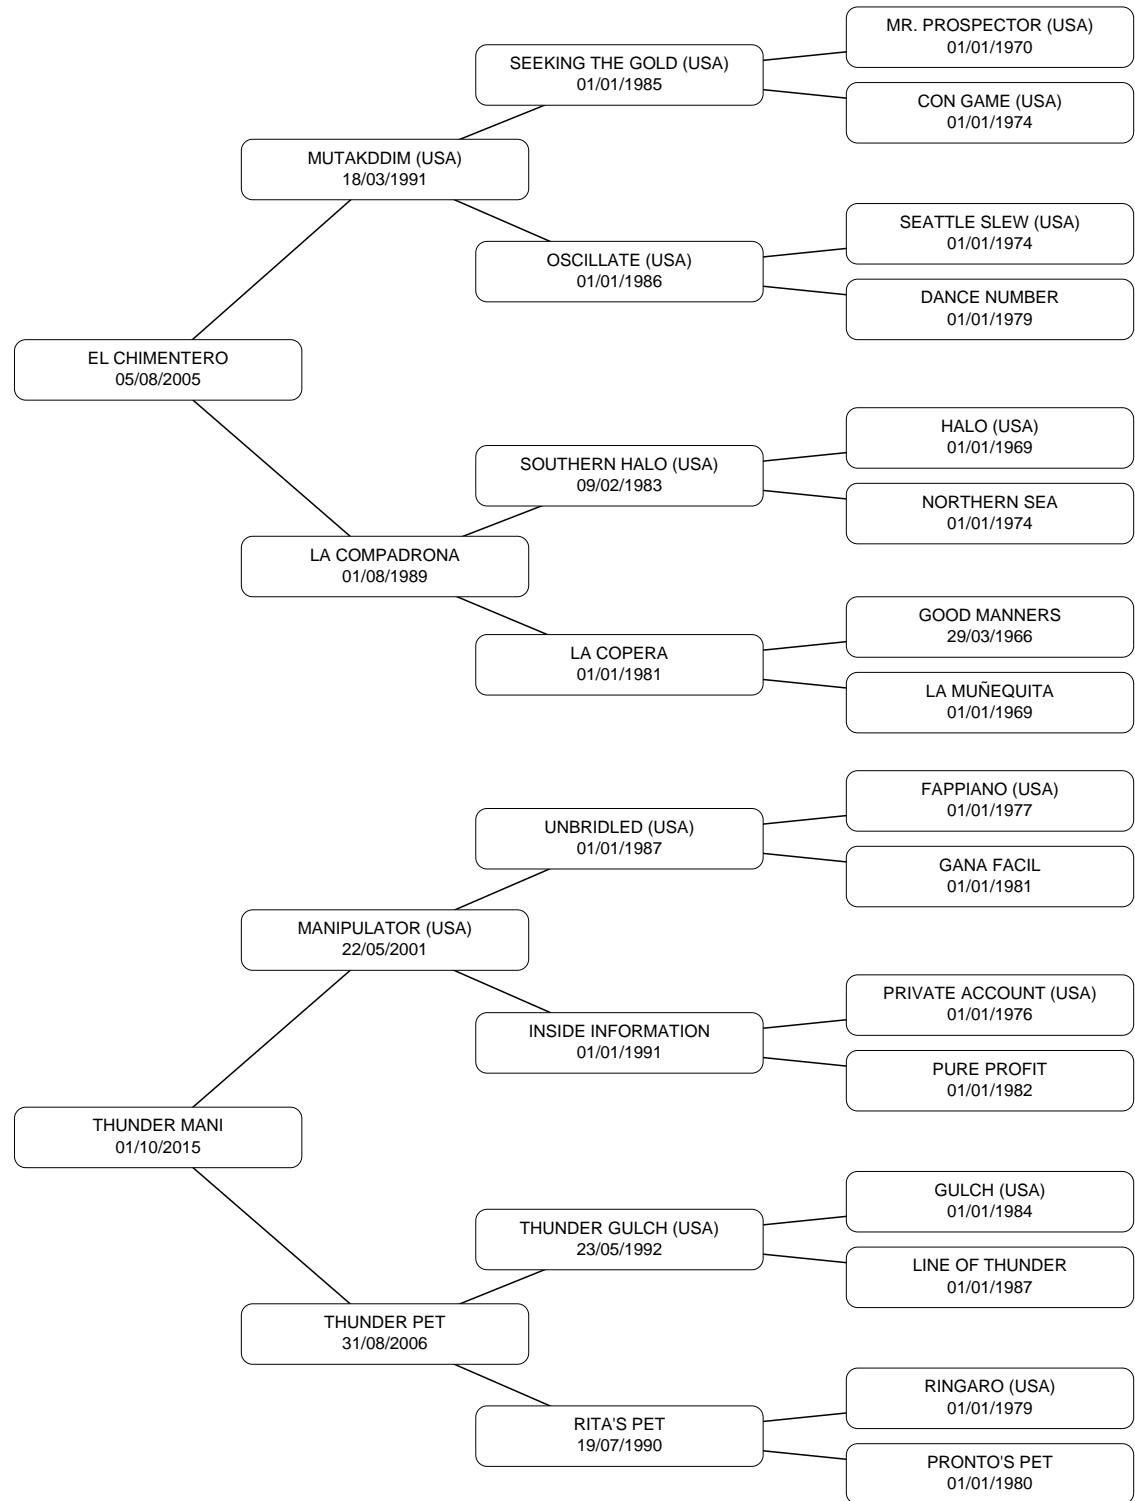 MR. PROSPECTOR (USA)
01/01/1970
SEEKING THE GOLD (USA)
01/01/1985
CON GAME (USA)
01/01/1974
MUTAKDDIM (USA)
18/03/1991
SEATTLE SLEW (USA)
01/01/1974
OSCILLATE (USA)
01/01/1986
DANCE NUMBER
01/01/1979
EL CHIMENTERO
05/08/2005
HALO (USA)
01/01/1969
SOUTHERN HALO (USA)
09/02/1983
NORTHERN SEA
01/01/1974
LA COMPADRONA
01/08/1989
GOOD MANNERS
29/03/1966
LA COPERA
01/01/1981
LA MUÑEQUITA
01/01/1969
FAPPIANO (USA)
01/01/1977
UNBRIDLED (USA)
01/01/1987
GANA FACIL
01/01/1981
MANIPULATOR (USA)
22/05/2001
PRIVATE ACCOUNT (USA)
01/01/1976
INSIDE INFORMATION
01/01/1991
PURE PROFIT
01/01/1982
THUNDER MANI
01/10/2015
GULCH (USA)
01/01/1984
THUNDER GULCH (USA)
23/05/1992
LINE OF THUNDER
01/01/1987
THUNDER PET
31/08/2006
RINGARO (USA)
01/01/1979
RITA'S PET
19/07/1990
PRONTO'S PET
01/01/1980